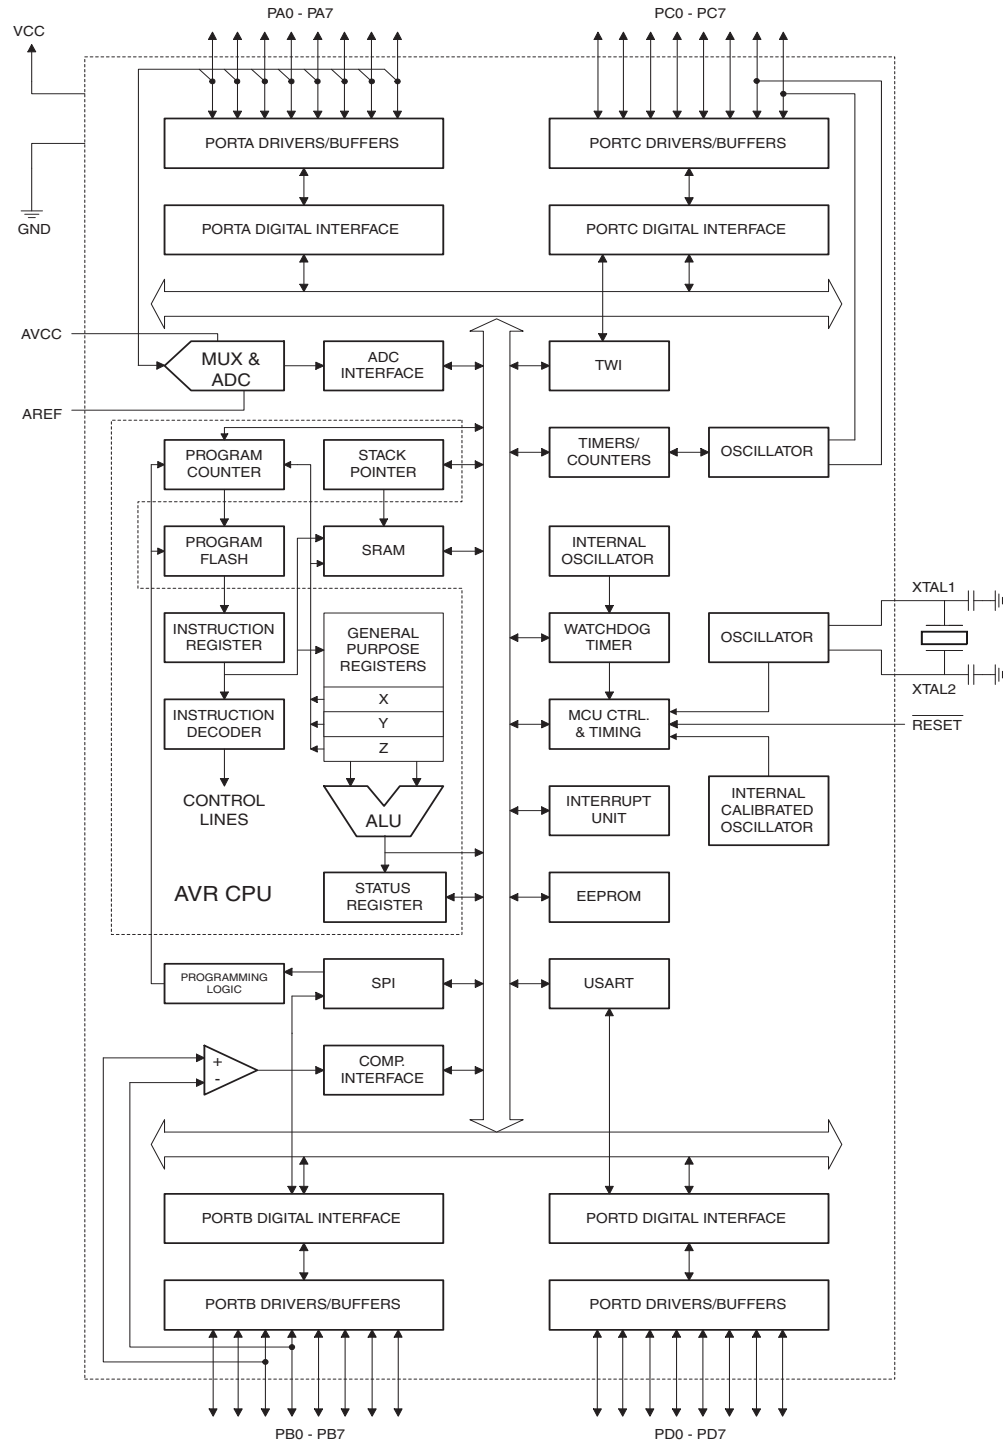 PA0 - PA7
PC0 - PC7
VCC
PORTA DRIVERS/BUFFERS
PORTC DRIVERS/BUFFERS
GND
PORTA DIGITAL INTERFACE
PORTC DIGITAL INTERFACE
AVCC
MUX &
ADC
ADC
INTERFACE
TWI
AREF
PROGRAM
COUNTER
STACK
POINTER
TIMERS/
COUNTERS
OSCILLATOR
PROGRAM
FLASH
SRAM
INTERNAL
OSCILLATOR
XTAL1
INSTRUCTION
REGISTER
GENERAL
PURPOSE
REGISTERS
WATCHDOG
TIMER
OSCILLATOR
XTAL2
X
Y
Z
INSTRUCTION
DECODER
MCU CTRL.
& TIMING
RESET
CONTROL
LINES
ALU
INTERRUPT
UNIT
INTERNAL
CALIBRATED
OSCILLATOR
AVR CPU
STATUS
REGISTER
EEPROM
PROGRAMMING
LOGIC
SPI
USART
+
-
COMP.
INTERFACE
PORTB DIGITAL INTERFACE
PORTD DIGITAL INTERFACE
PORTB DRIVERS/BUFFERS
PORTD DRIVERS/BUFFERS
PB0 - PB7
PD0 - PD7